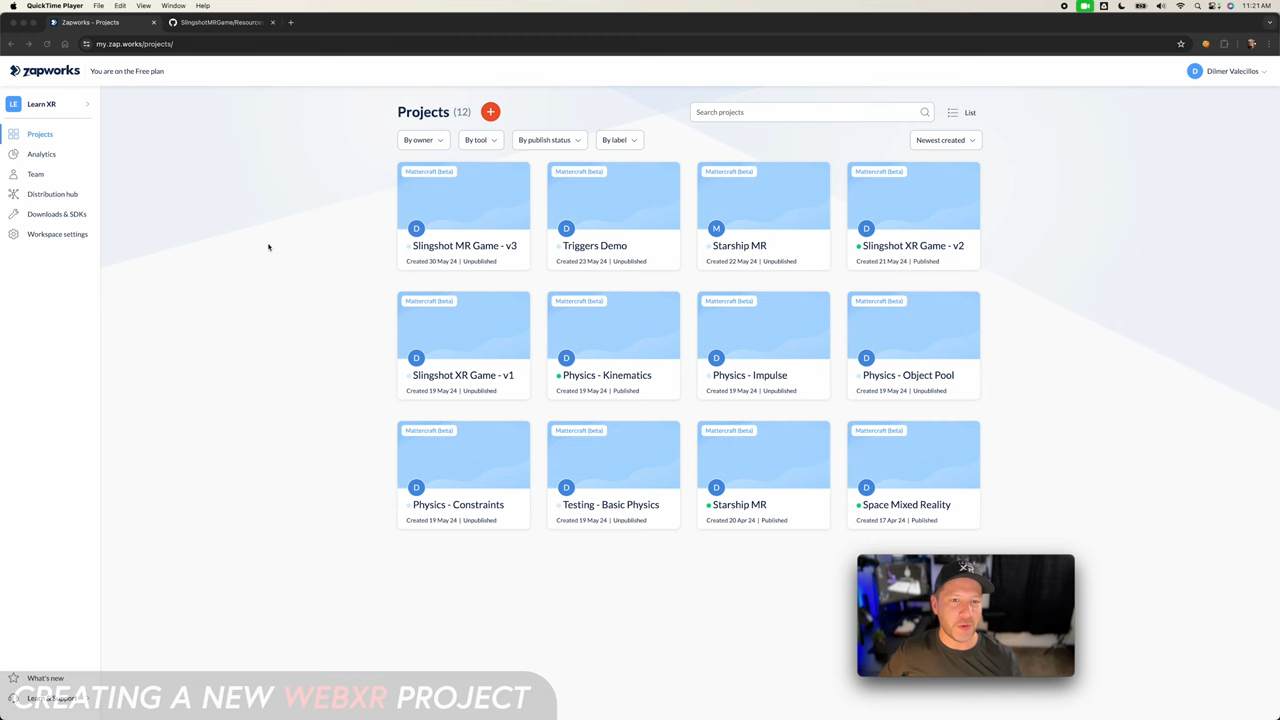 QuickTime Player File Edit View Window Help
11:21 AM
Zapworks - Projects
SlingshotMRGame/Resource
my.zap.works/projects/
zapworks
You are on the Free plan
D Dilmer Valecillos
LE Learn XR
Projects
Analytics
Team
Distribution hub
Downloads & SDKs
Workspace settings
Projects (12) +
Search projects
List
By owner By tool By publish status By label
Newest created
Mattercraft (beta) Mattercraft (beta) Mattercraft (beta) Mattercraft (beta)
D D M D
Slingshot MR Game - v3 Triggers Demo Starship MR Slingshot XR Game - v2
Created 30 May 24 | Unpublished Created 23 May 24 | Unpublished Created 22 May 24 | Unpublished Created 21 May 24 | Published
Mattercraft (beta) Mattercraft (beta) Mattercraft (beta) Mattercraft (beta)
D D D D
Slingshot XR Game - v1 Physics - Kinematics Physics - Impulse Physics - Object Pool
Created 19 May 24 | Unpublished Created 19 May 24 | Published Created 19 May 24 | Unpublished Created 19 May 24 | Unpublished
Mattercraft (beta) Mattercraft (beta) Mattercraft (beta) Mattercraft (beta)
D D D D
Physics - Constraints Testing - Basic Physics Starship MR Space Mixed Reality
Created 19 May 24 | Unpublished Created 19 May 24 | Unpublished Created 20 Apr 24 | Published Created 17 Apr 24 | Published
XR
What's new
Learn & Support
CREATING A NEW WEBXR PROJECT